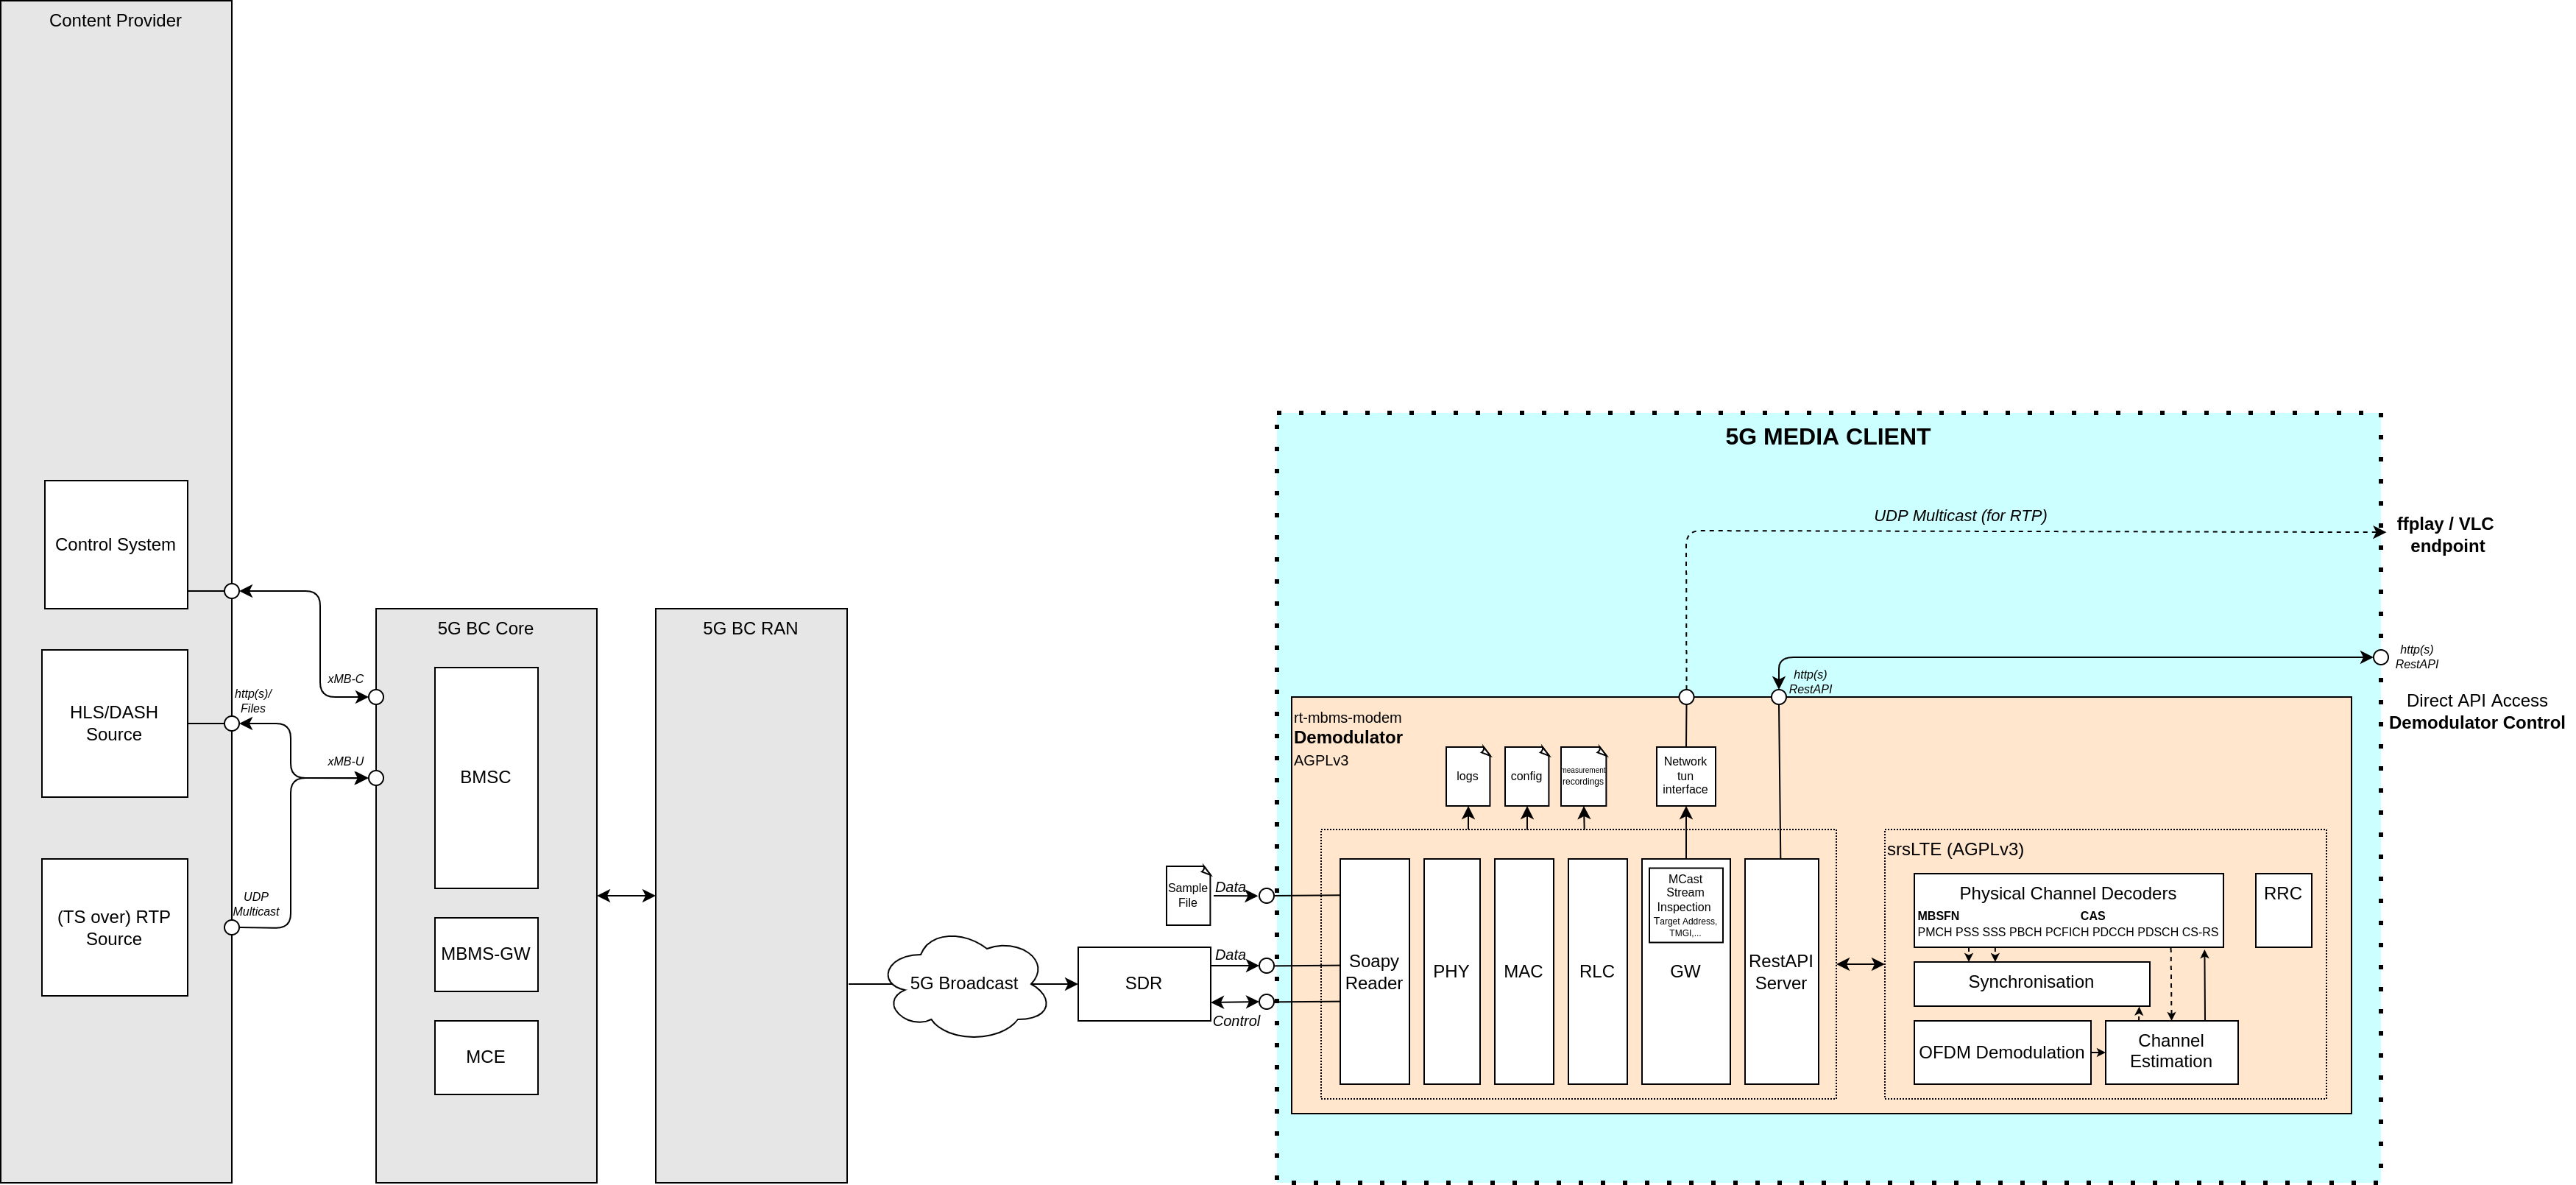 Content Provider
Control System
HLS/DASH
Source
(TS over) RTP
Source
http(s)/
Files
UDP
Multicast
xMB-C
xMB-U
5G BC Core
BMSC
MBMS-GW
MCE
5G BC RAN
5G Broadcast
SDR
Sample
File
Data
Data
Control
5G MEDIA CLIENT
UDP Multicast (for RTP)
ffplay / VLC
endpoint
http(s)
RestAPI
http(s)
RestAPI
Direct API Access
Demodulator Control
rt-mbms-modem
Demodulator
AGPLv3
logs
config
measurement
recordings
Network
tun
interface
Soapy
Reader
PHY
MAC
RLC
MCast
Stream
Inspection
Target Address,
TMGI,...
GW
RestAPI
Server
srsLTE (AGPLv3)
Physical Channel Decoders
MBSFN CAS
PMCH PSS SSS PBCH PCFICH PDCCH PDSCH CS-RS
RRC
Synchronisation
OFDM Demodulation
Channel
Estimation